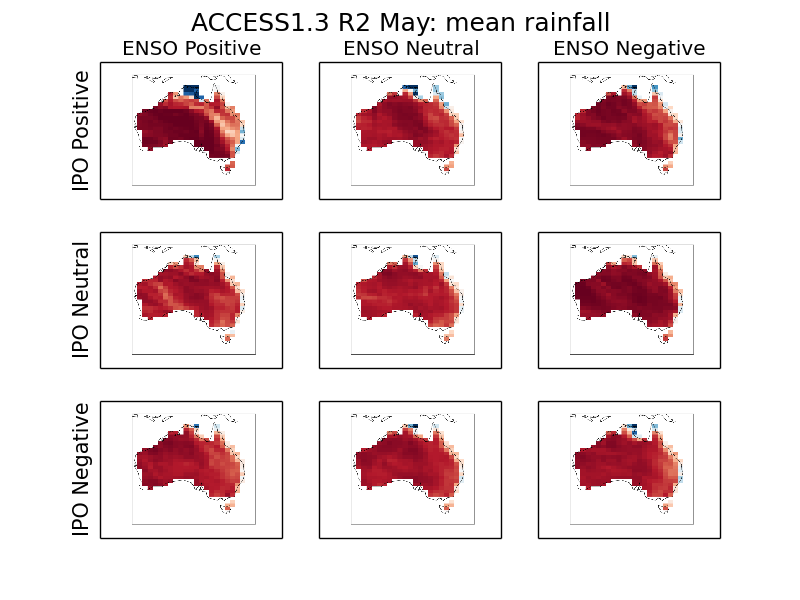 ACCESS1.3 R2 May: mean rainfall
ENSO Positive
ENSO Neutral
ENSO Negative
IPO Positive
IPO Neutral
IPO Negative